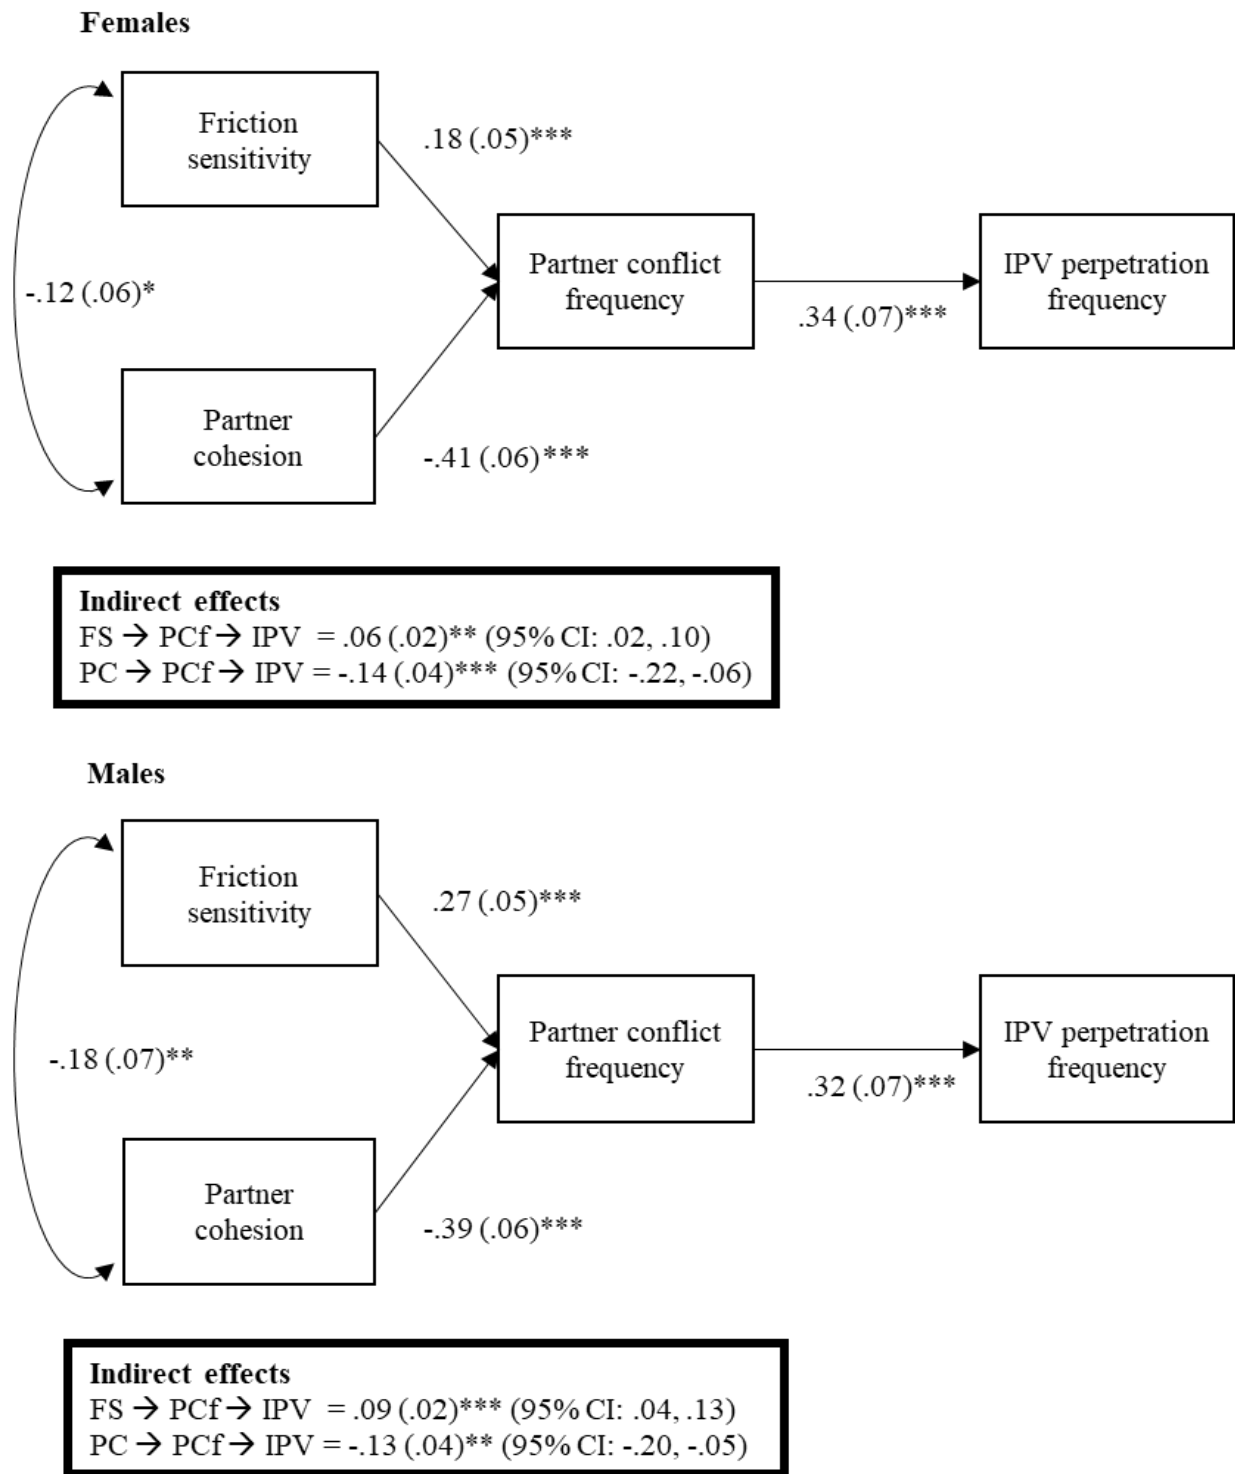 Females
Friction
sensitivity
.18 (.05)***
Partner conflict
frequency
IPV perpetration
frequency
-.12 (.06)*
.34 (.07)***
Partner
cohesion
-.41 (.06)***
Indirect effects
FS → PCf → IPV = .06 (.02)** (95% CI: .02, .10)
PC → PCf → IPV = -.14 (.04)*** (95% CI: -.22, -.06)
Males
Friction
sensitivity
.27 (.05)***
Partner conflict
frequency
IPV perpetration
frequency
-.18 (.07)**
.32 (.07)***
Partner
cohesion
-.39 (.06)***
Indirect effects
FS → PCf → IPV = .09 (.02)*** (95% CI: .04, .13)
PC → PCf → IPV = -.13 (.04)** (95% CI: -.20, -.05)